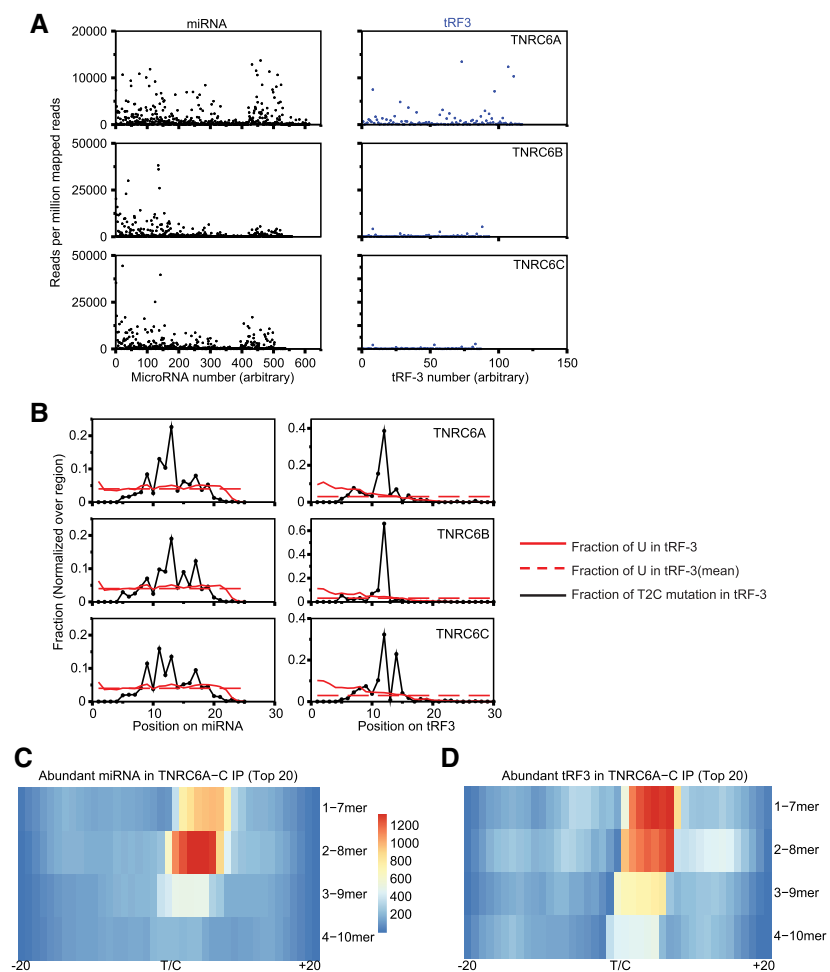 A
miRNA
tRF3
Reads per million mapped reads
20000
10000
0
TNRC6A
50000
25000
0
TNRC6B
50000
25000
0
TNRC6C
0 100 200 300 400 500 600
0 50 100 150
MicroRNA number (arbitrary)
tRF-3 number (arbitrary)
B
Fraction (Normalized over region)
0.2
0.1
0
0.4
0.2
0
TNRC6A
0.2
0.1
0
0.6
0.4
0.2
0
TNRC6B
0.2
0.1
0
0.4
0.2
0
TNRC6C
0 10 20 30
0 10 20 30
Position on miRNA
Position on tRF3
Fraction of U in tRF-3
Fraction of U in tRF-3(mean)
Fraction of T2C mutation in tRF-3
C
Abundant miRNA in TNRC6A−C IP (Top 20)
1−7mer
2−8mer
3−9mer
4−10mer
-20 T/C +20
1200
1000
800
600
400
200
D
Abundant tRF3 in TNRC6A−C IP (Top 20)
1−7mer
2−8mer
3−9mer
4−10mer
-20 T/C +20